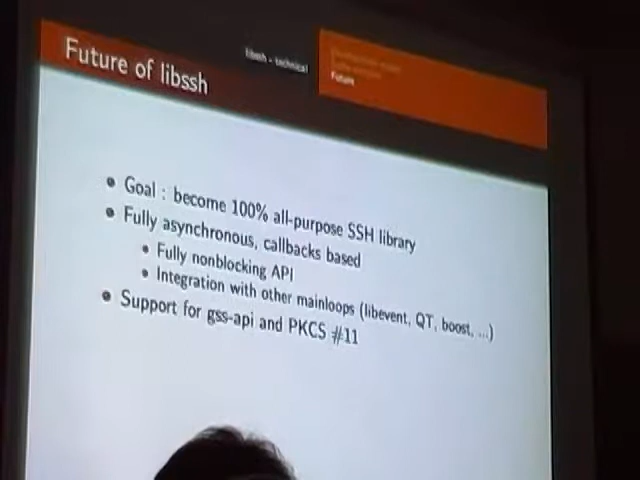 Future of libssh
libssh - technical
Future
Goal : become 100% all-purpose SSH library
Fully asynchronous, callbacks based
Fully nonblocking API
Integration with other mainloops (libevent, QT, boost, ...)
Support for gss-api and PKCS #11